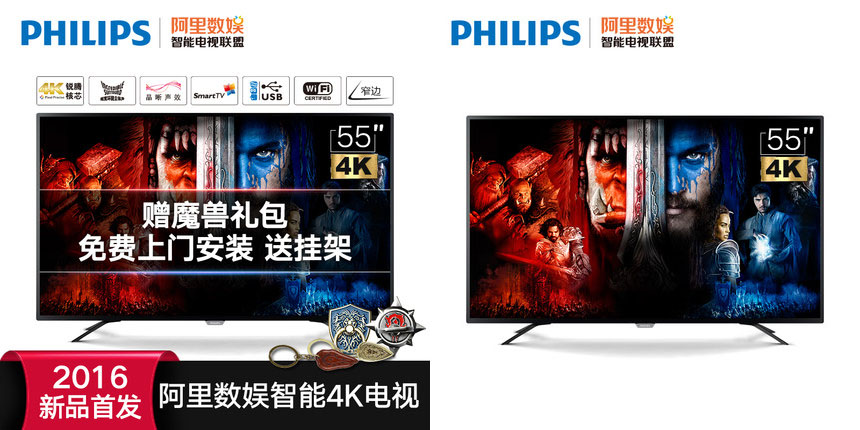 PHILIPS
阿里数娱
智能电视联盟
4K 锐腾
核芯
品晰声效
SmartTV
USB
WiFi
CERTIFIED
窄边
55"
4K
赠魔兽礼包
免费上门安装 送挂架
2016
新品首发
阿里数娱智能4K电视
PHILIPS
阿里数娱
智能电视联盟
55"
4K